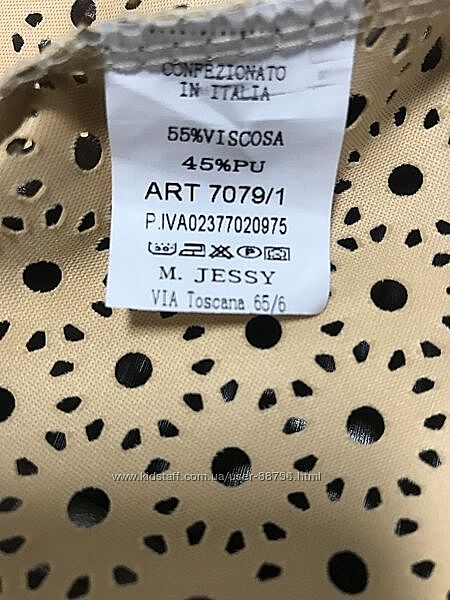 CONFEZIONATO
IN ITALIA
55%VISCOSA
45%PU
ART 7079/1
P.IVA02377020975
M. JESSY
VIA Toscana 65/6
www.kidstaff.com.ua/user-88796.html